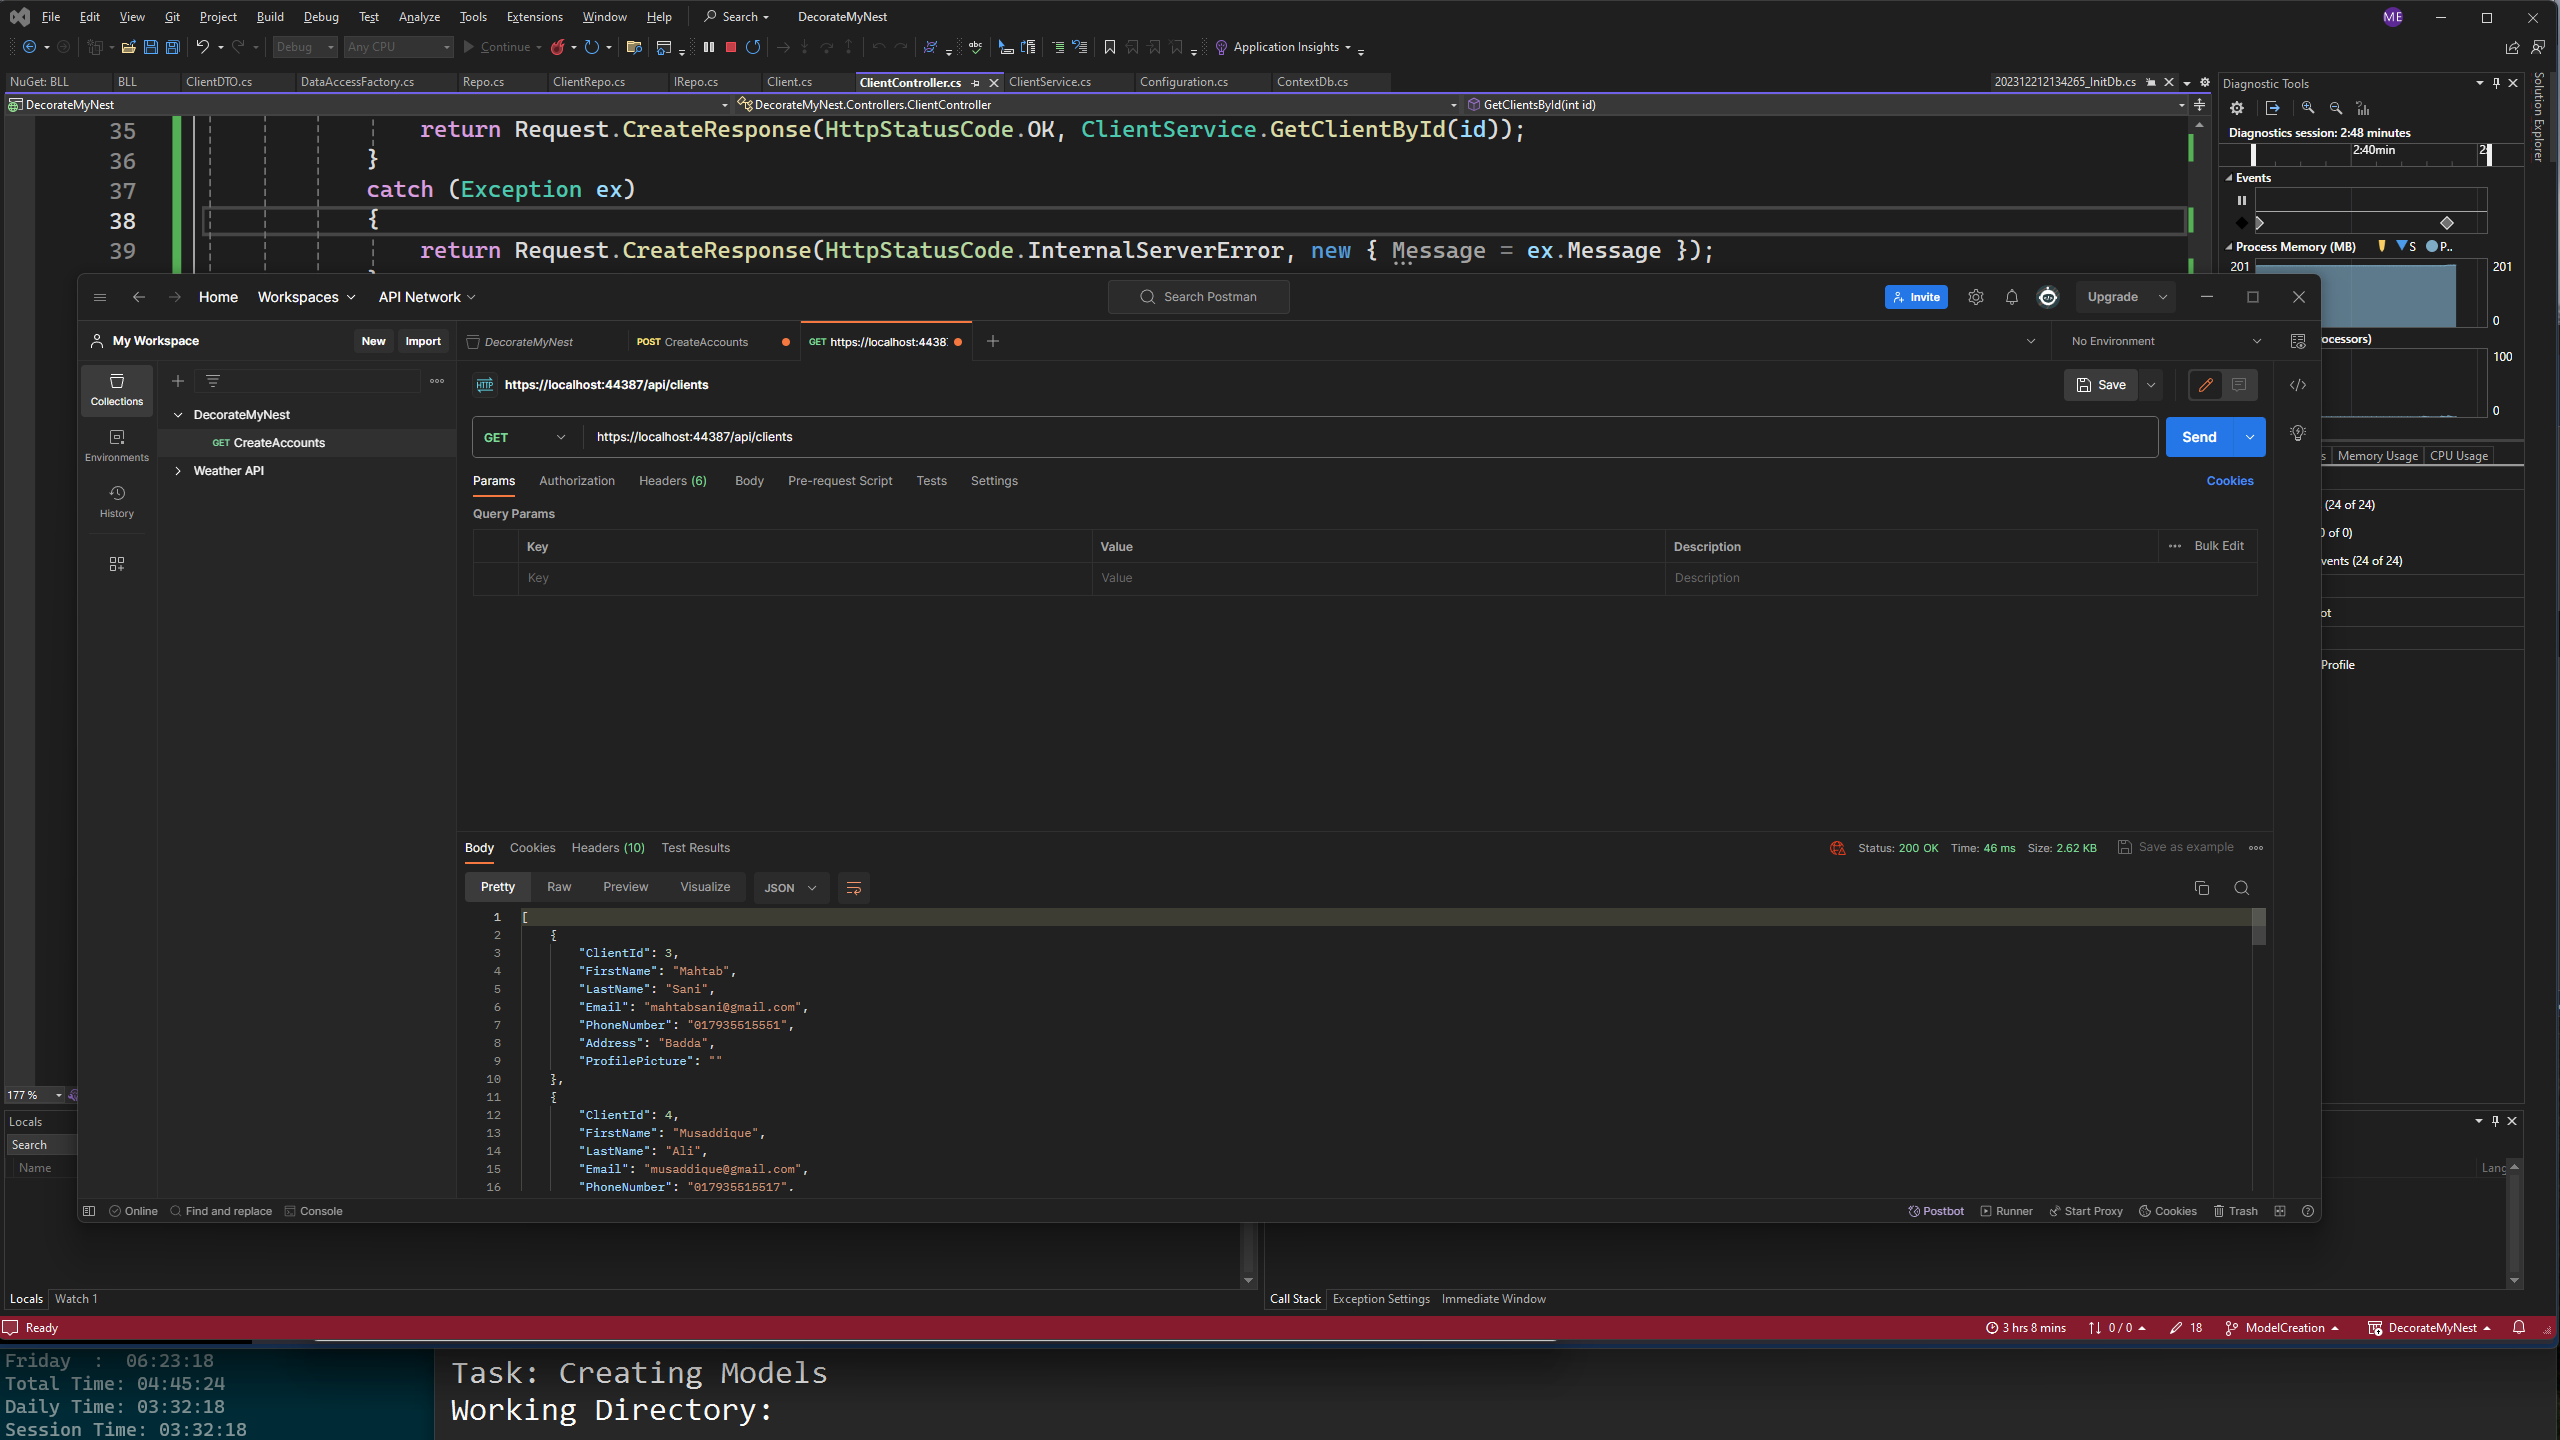 File Edit View Git Project Build Debug Test Analyze Tools Extensions Window Help Search DecorateMyNest ME
Debug Any CPU Continue Application Insights
NuGet: BLL BLL ClientDTO.cs DataAccessFactory.cs Repo.cs ClientRepo.cs IRepo.cs Client.cs ClientController.cs ClientService.cs Configuration.cs ContextDb.cs 202312212134265_InitDb.cs
DecorateMyNest DecorateMyNest.Controllers.ClientController GetClientsById(int id)
35 return Request.CreateResponse(HttpStatusCode.OK, ClientService.GetClientById(id));
36 }
37 catch (Exception ex)
38 {
39 return Request.CreateResponse(HttpStatusCode.InternalServerError, new { Message = ex.Message });
Diagnostic Tools
Diagnostics session: 2:48 minutes
2:40min
Events
Process Memory (MB) S P..
201 201
0
ocessors)
100
0
Memory Usage CPU Usage
(24 of 24)
of 0)
vents (24 of 24)
ot
Profile
Solution Explorer
Home Workspaces API Network Search Postman Invite Upgrade
My Workspace New Import DecorateMyNest POST CreateAccounts GET https://localhost:4438 No Environment
Collections
Environments
History
DecorateMyNest
GET CreateAccounts
Weather API
HTTP https://localhost:44387/api/clients Save
GET https://localhost:44387/api/clients Send
Params Authorization Headers (6) Body Pre-request Script Tests Settings Cookies
Query Params
Key Value Description Bulk Edit
Key Value Description
Body Cookies Headers (10) Test Results Status: 200 OK Time: 46 ms Size: 2.62 KB Save as example
Pretty Raw Preview Visualize JSON
1 [
2 {
3 "ClientId": 3,
4 "FirstName": "Mahtab",
5 "LastName": "Sani",
6 "Email": "mahtabsani@gmail.com",
7 "PhoneNumber": "017935515551",
8 "Address": "Badda",
9 "ProfilePicture": ""
10 },
11 {
12 "ClientId": 4,
13 "FirstName": "Musaddique",
14 "LastName": "Ali",
15 "Email": "musaddique@gmail.com",
16 "PhoneNumber": "017935515517",
Online Find and replace Console Postbot Runner Start Proxy Cookies Trash
177 %
Locals
Search
Name
Lang
Locals Watch 1 Call Stack Exception Settings Immediate Window
Ready 3 hrs 8 mins 0 / 0 18 ModelCreation DecorateMyNest
Friday : 06:23:18
Total Time: 04:45:24
Daily Time: 03:32:18
Session Time: 03:32:18
Task: Creating Models
Working Directory: